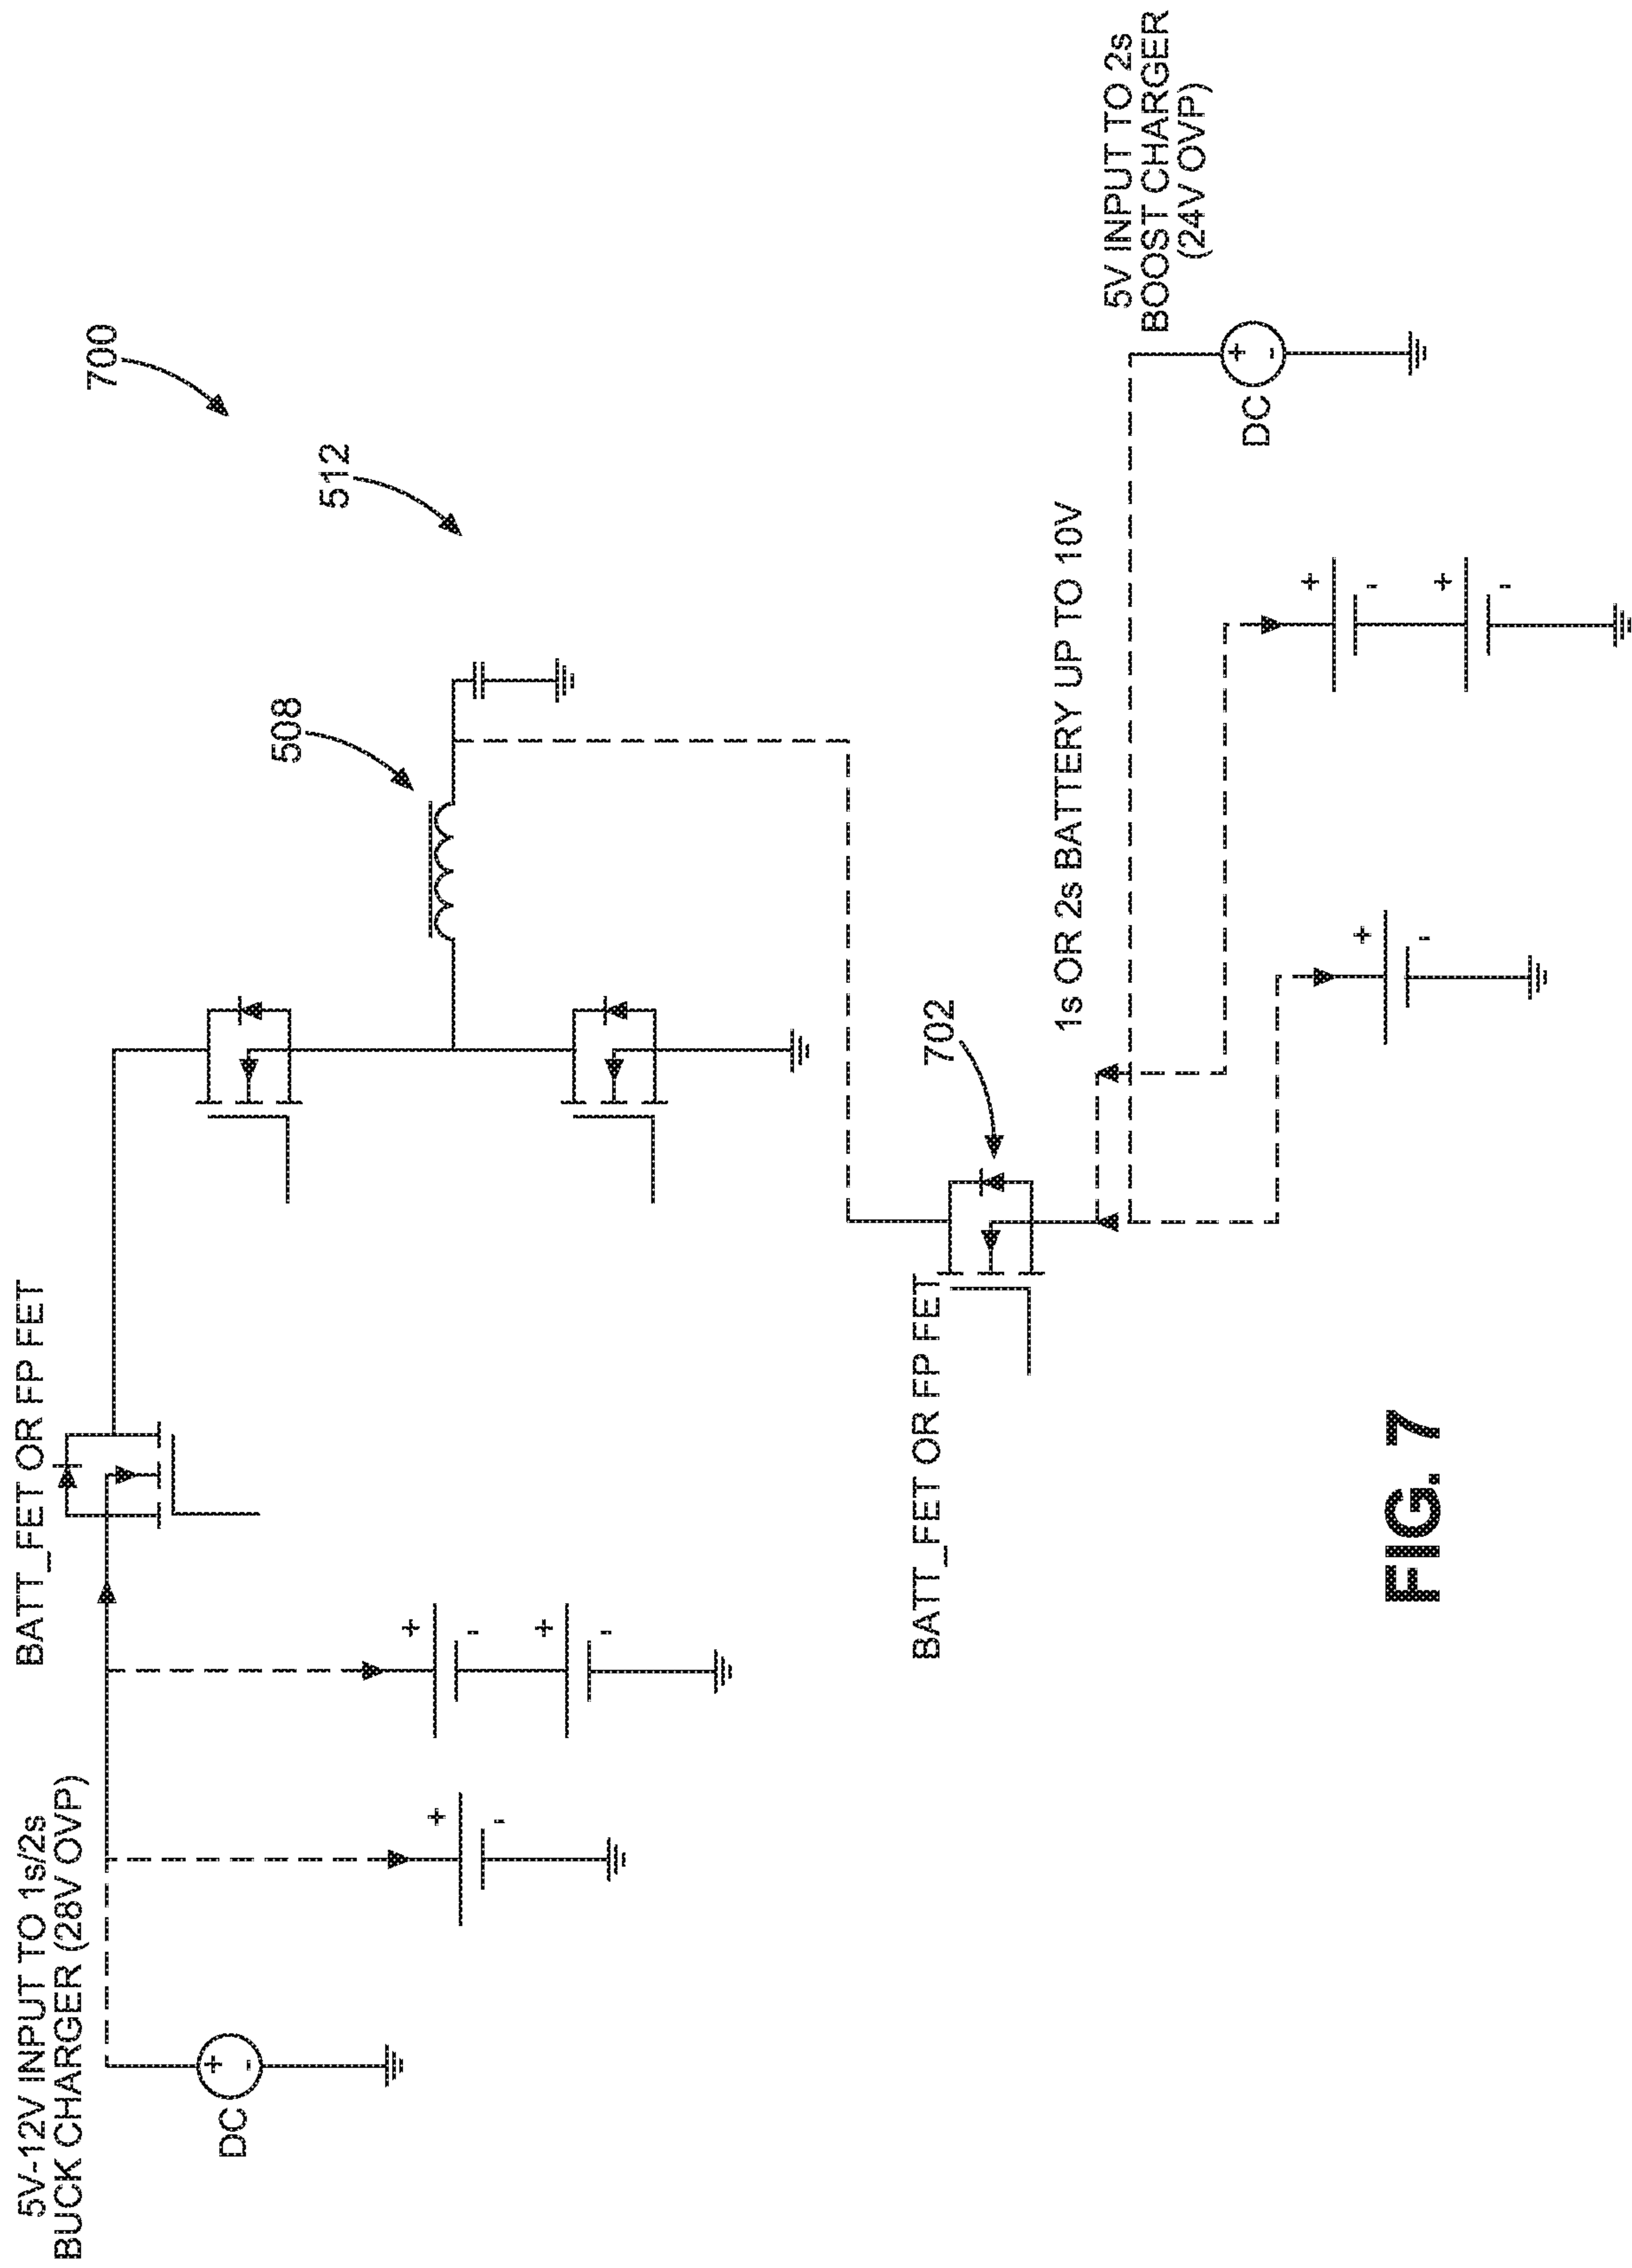 5V-12V INPUT TO 1s/2s
BUCK CHARGER (28V OVP)
BATT_FET OR FP FET
700
512
508
DC
+
-
+
-
+
-
+
-
BATT_FET OR FP FET
702
1s OR 2s BATTERY UP TO 10V
5V INPUT TO 2s
BOOST CHARGER
(24V OVP)
DC
+
-
+
-
+
-
+
-
FIG. 7